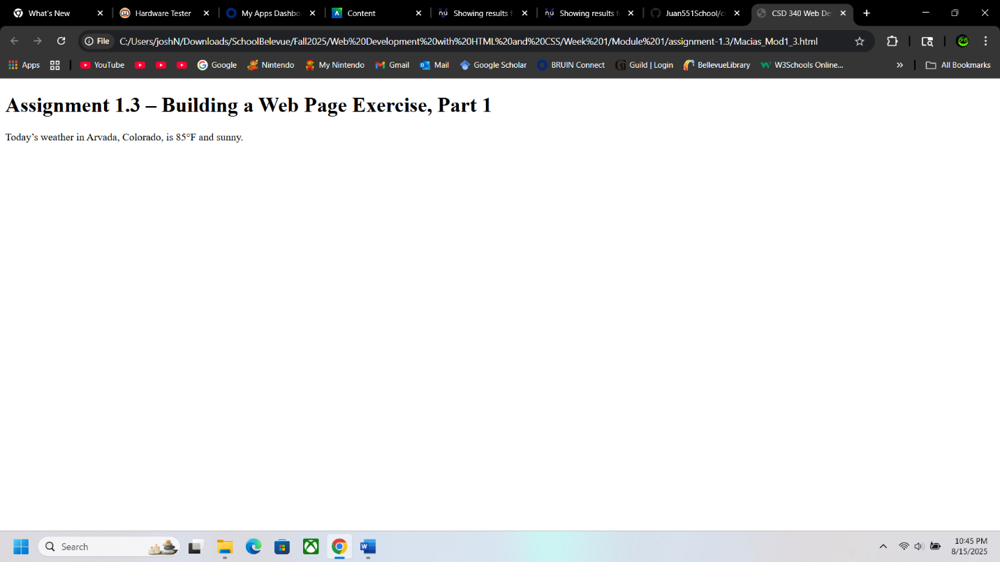 What's New
Hardware Tester
My Apps Dashbo
Content
Showing results f
Showing results f
Juan551School/c
CSD 340 Web De
File C:/Users/joshN/Downloads/SchoolBelevue/Fall2025/Web%20Development%20with%20HTML%20and%20CSS/Week%201/Module%201/assignment-1.3/Macias_Mod1_3.html
Apps YouTube Google Nintendo My Nintendo Gmail Mail Google Scholar BRUIN Connect Guild | Login BellevueLibrary W3Schools Online... » All Bookmarks
Assignment 1.3 – Building a Web Page Exercise, Part 1
Today’s weather in Arvada, Colorado, is 85°F and sunny.
Search
10:45 PM
8/15/2025